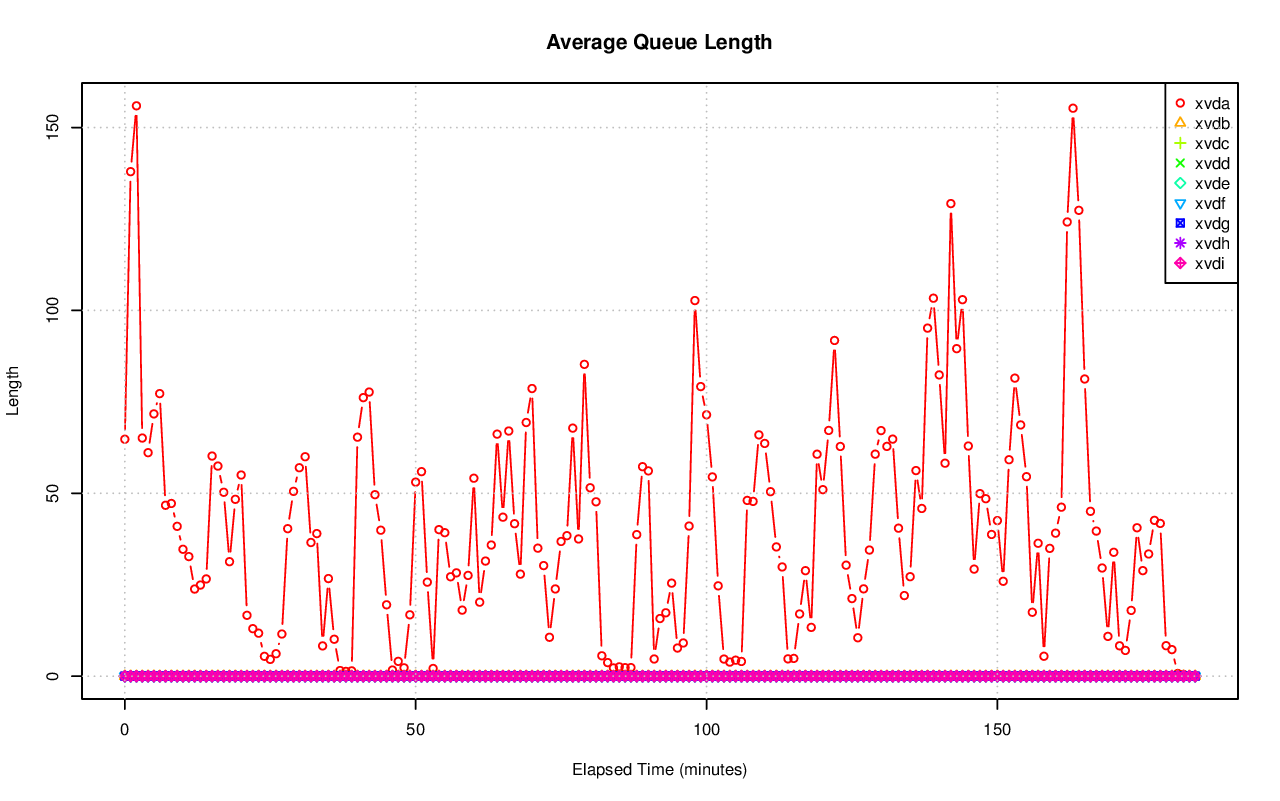 Average Queue Length
Length
150
100
50
0
xvda
xvdb
xvdc
xvdd
xvde
xvdf
xvdg
xvdh
xvdi
0 50 100 150
Elapsed Time (minutes)